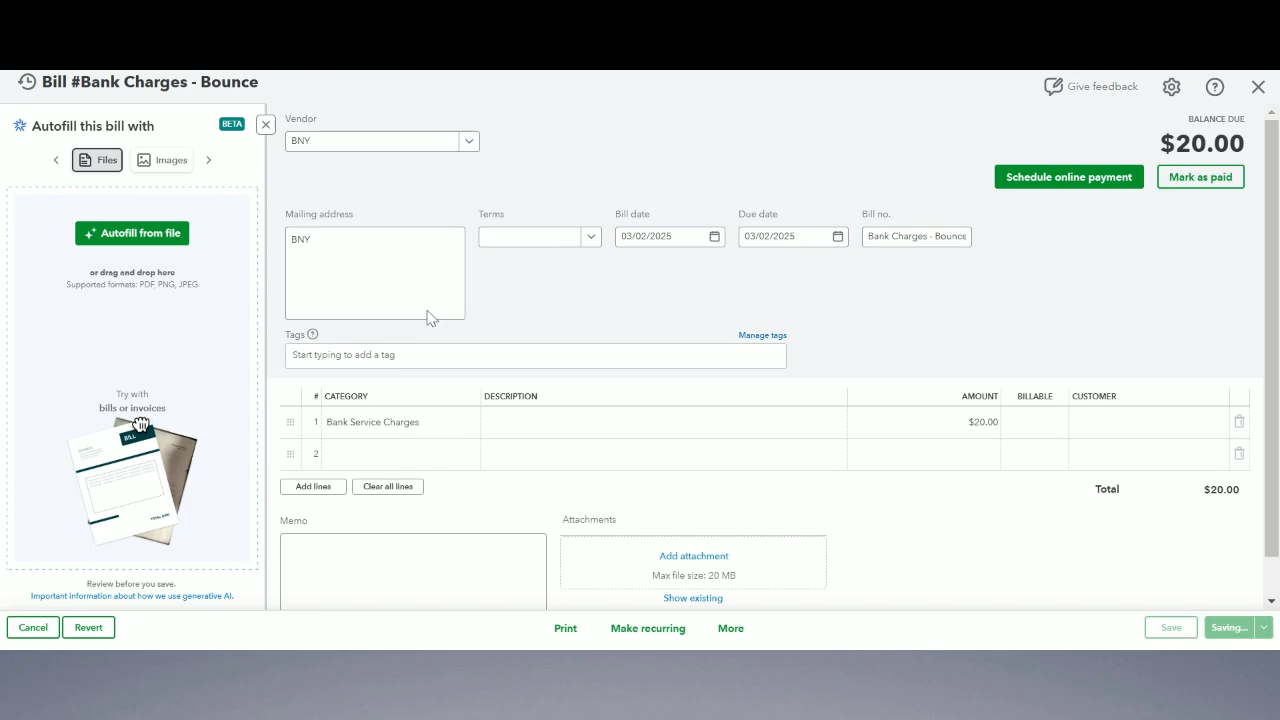 Bill #Bank Charges - Bounce
Give feedback
Autofill this bill with
BETA
Files
Images
Autofill from file
or drag and drop here
Supported formats: PDF, PNG, JPEG
Try with
bills or invoices
BILL
Review before you save.
Important information about how we use generative AI.
Vendor
BNY
BALANCE DUE
$20.00
Schedule online payment
Mark as paid
Mailing address
BNY
Terms
Bill date
03/02/2025
Due date
03/02/2025
Bill no.
Bank Charges - Bounce
Tags
Manage tags
Start typing to add a tag
# CATEGORY DESCRIPTION AMOUNT BILLABLE CUSTOMER
1 Bank Service Charges $20.00
2
Add lines
Clear all lines
Total $20.00
Memo
Attachments
Add attachment
Max file size: 20 MB
Show existing
Cancel
Revert
Print
Make recurring
More
Save
Saving...